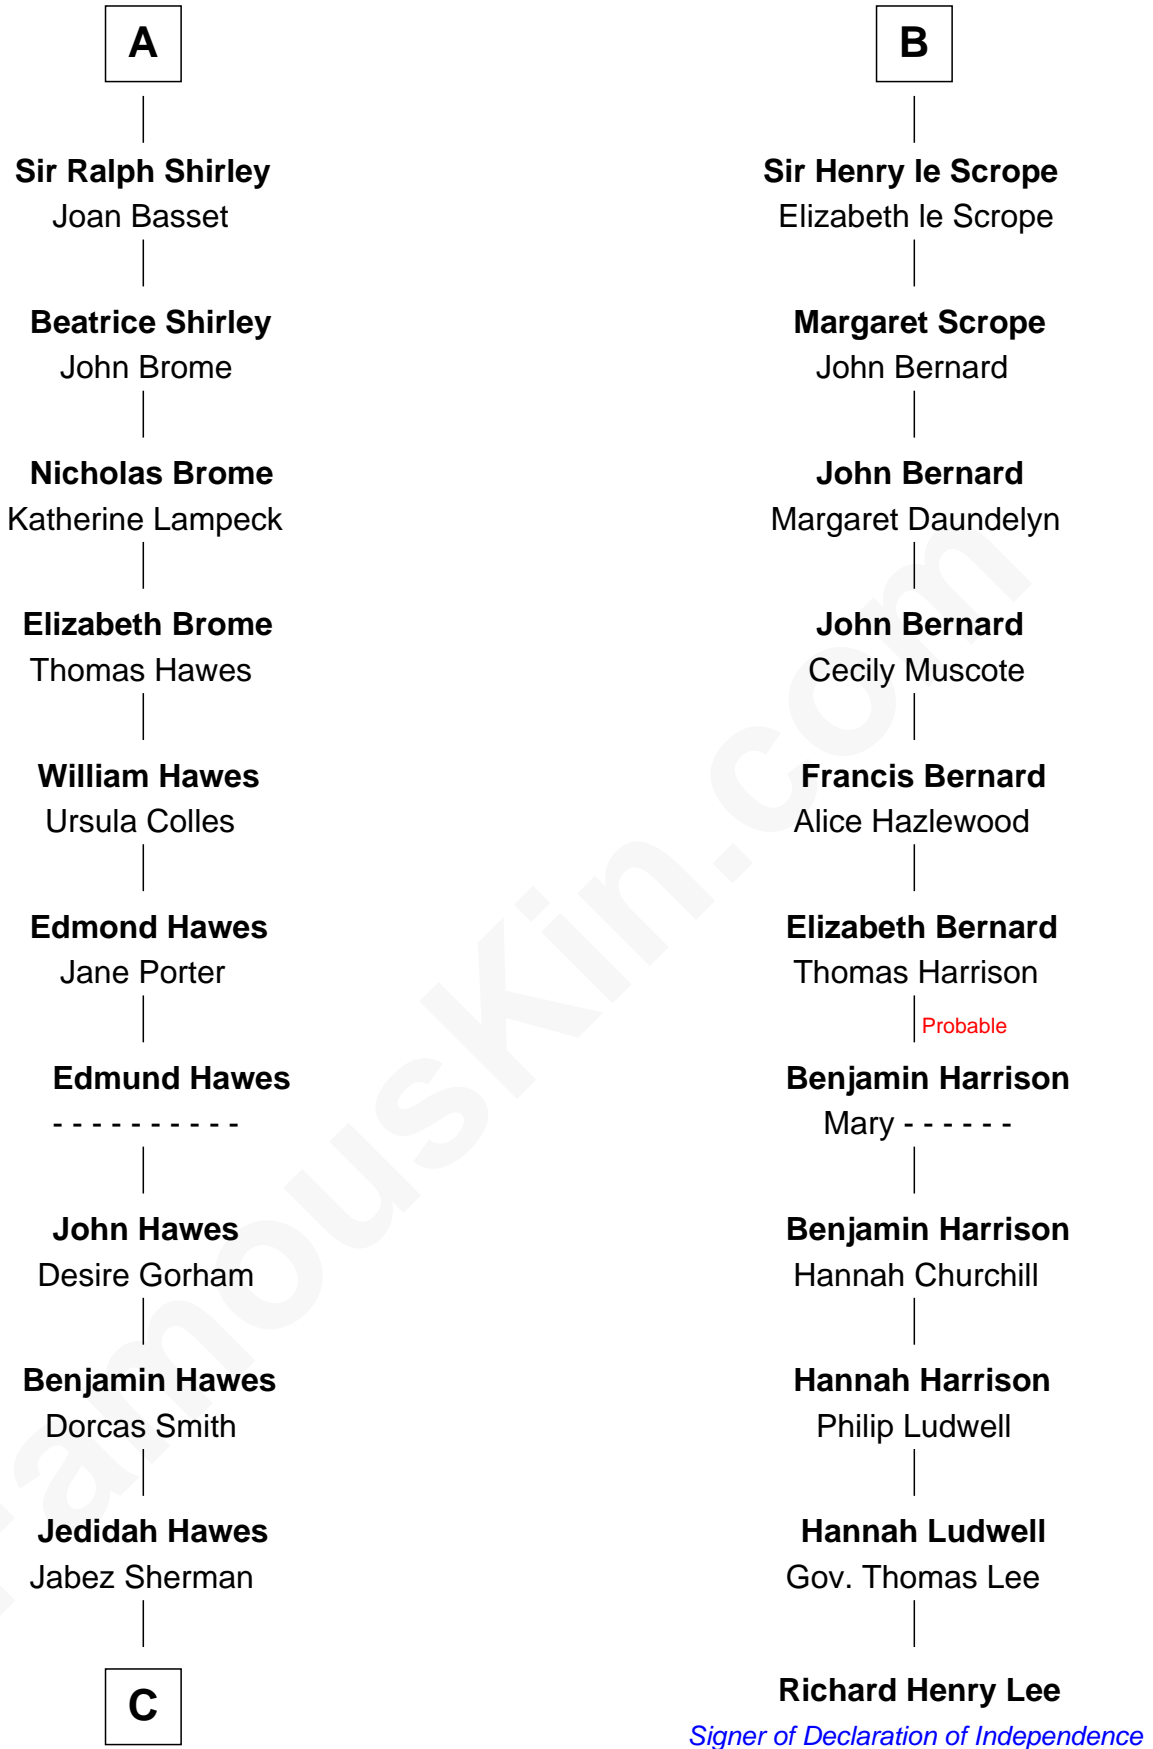 A
Sir Ralph Shirley
Joan Basset
Beatrice Shirley
John Brome
Nicholas Brome
Katherine Lampeck
Elizabeth Brome
Thomas Hawes
William Hawes
Ursula Colles
Edmond Hawes
Jane Porter
Edmund Hawes
- - - - - - - - - -
John Hawes
Desire Gorham
Benjamin Hawes
Dorcas Smith
Jedidah Hawes
Jabez Sherman
C
B
Sir Henry le Scrope
Elizabeth le Scrope
Margaret Scrope
John Bernard
John Bernard
Margaret Daundelyn
John Bernard
Cecily Muscote
Francis Bernard
Alice Hazlewood
Elizabeth Bernard
Thomas Harrison
Probable
Benjamin Harrison
Mary - - - - - -
Benjamin Harrison
Hannah Churchill
Hannah Harrison
Philip Ludwell
Hannah Ludwell
Gov. Thomas Lee
Richard Henry Lee
Signer of Declaration of Independence
FamousKin.com